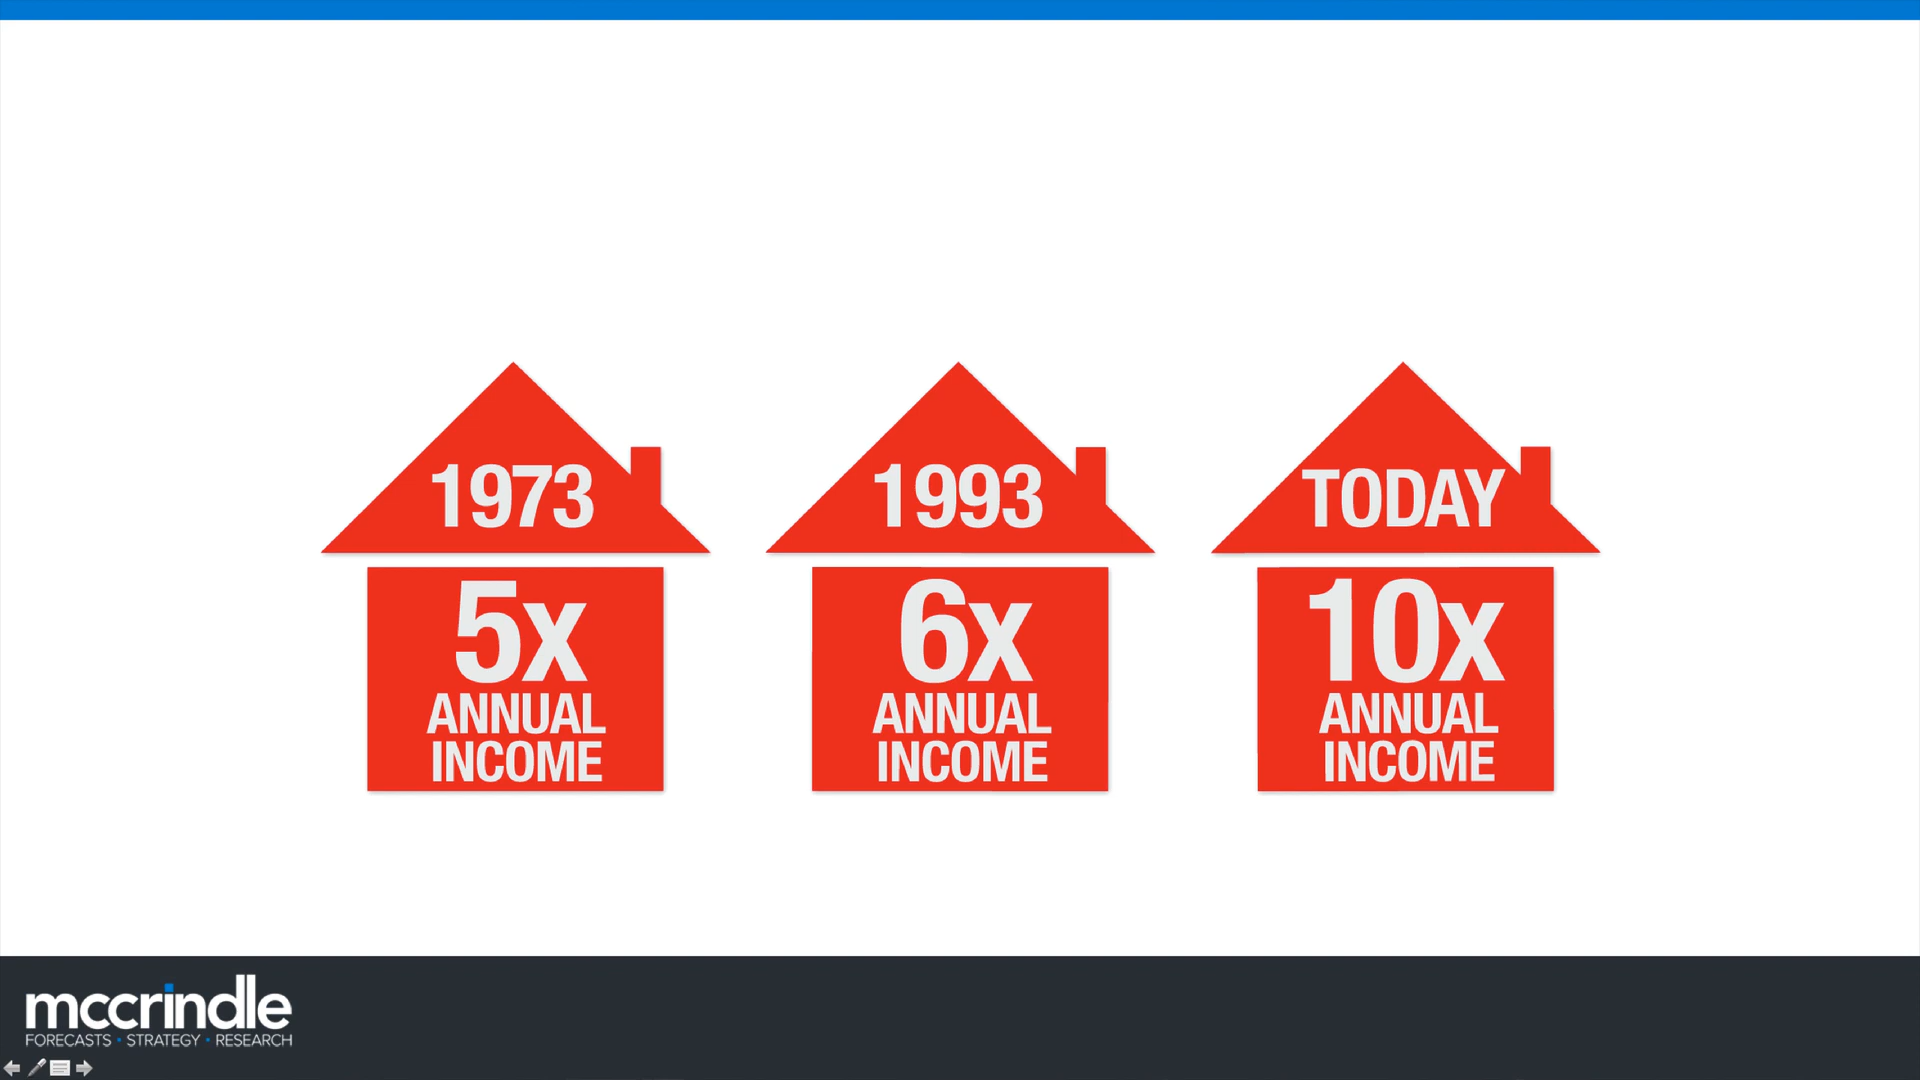 1973
5x
ANNUAL
INCOME
1993
6x
ANNUAL
INCOME
TODAY
10x
ANNUAL
INCOME
mccrindle
FORECASTS • STRATEGY • RESEARCH